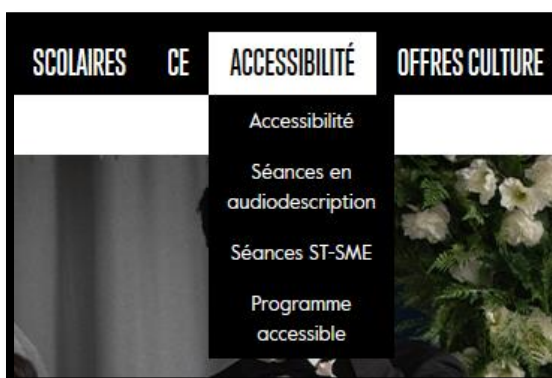 SCOLAIRES CE ACCESSIBILITÉ OFFRES CULTURE
Accessibilité
Séances en
audiodescription
Séances ST-SME
Programme
accessible